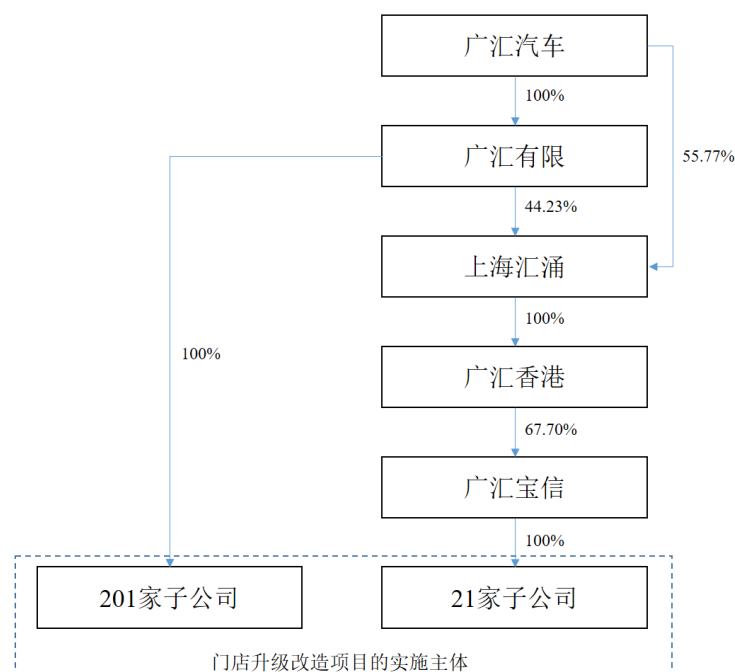 广汇汽车
100%
广汇有限
55.77%
44.23%
上海汇涌
100%
100%
广汇香港
67.70%
广汇宝信
100%
201家子公司
21家子公司
门店升级改造项目的实施主体